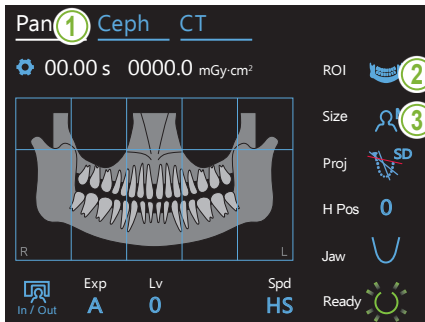 Pan 1 Ceph CT
00.00 s 0000.0 mGy·cm²
ROI 2
Size 3
Proj SD
H Pos 0
R L Jaw
Exp Lv Spd
In / Out A 0 HS
Ready